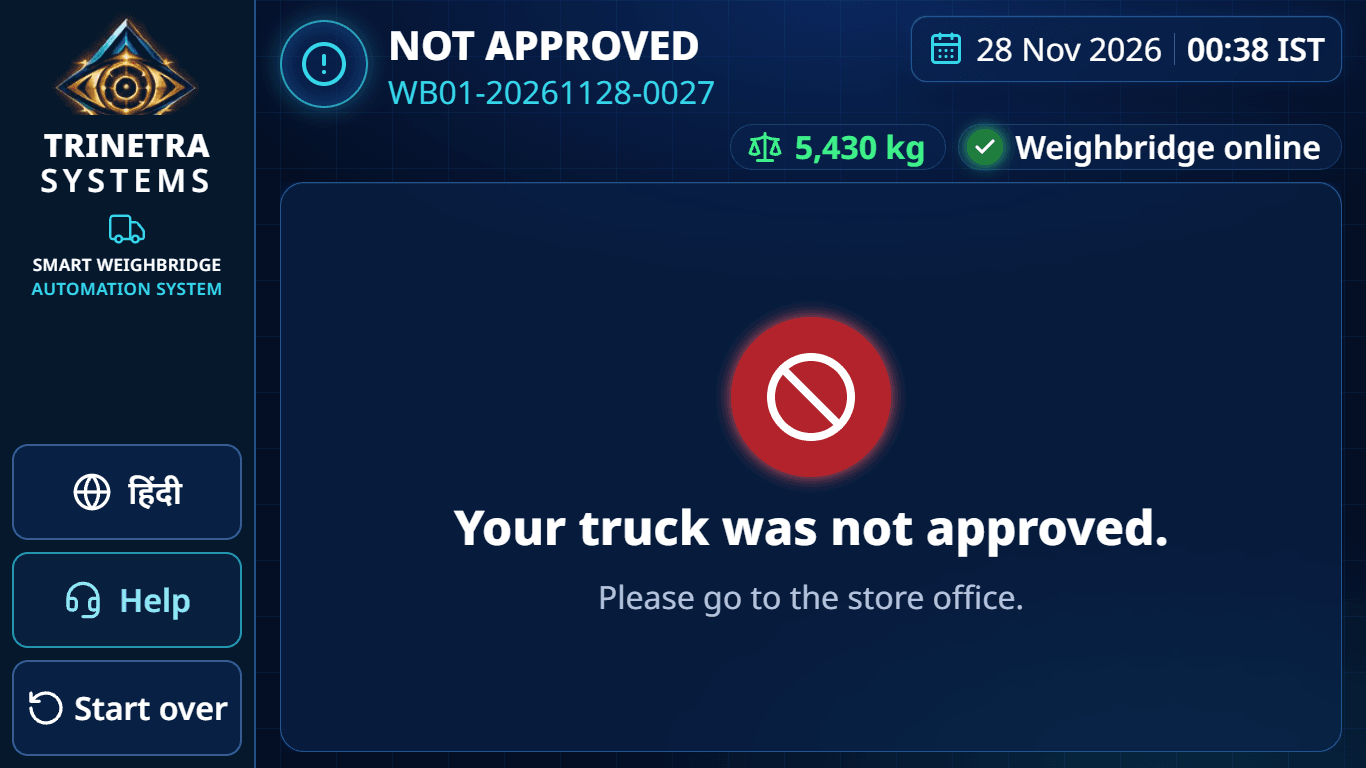 TRINETRA
SYSTEMS
SMART WEIGHBRIDGE
AUTOMATION SYSTEM
हिंदी
Help
Start over
NOT APPROVED
WB01-20261128-0027
28 Nov 2026 00:38 IST
5,430 kg
Weighbridge online
Your truck was not approved.
Please go to the store office.